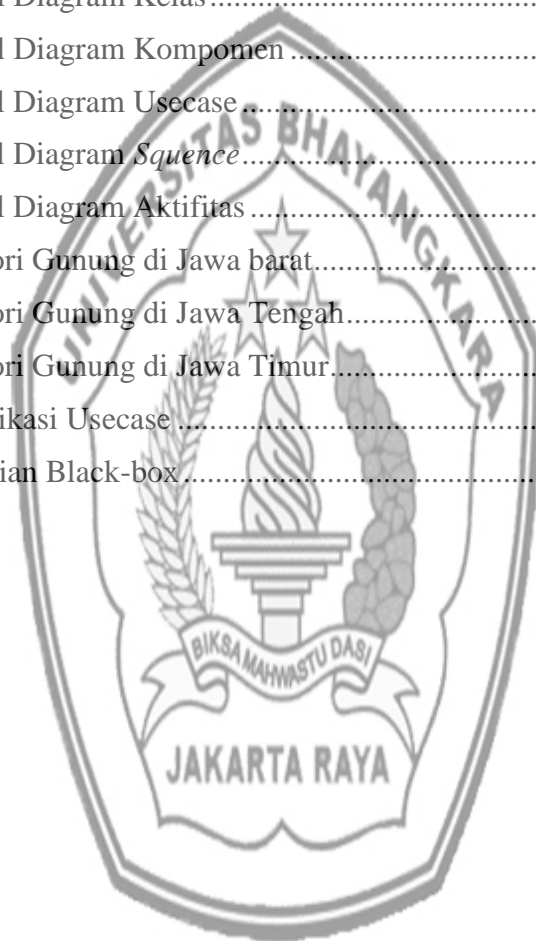 Diagram Kelas
l Diagram Kompomen
l Diagram Usecase
l Diagram Squence
l Diagram Aktifitas
ori Gunung di Jawa barat
ori Gunung di Jawa Tengah
ori Gunung di Jawa Timur
ikasi Usecase
ian Black-box
UNIVERSITAS BHAYANGKARA
BIKSA MAHWASTU DASI
JAKARTA RAYA